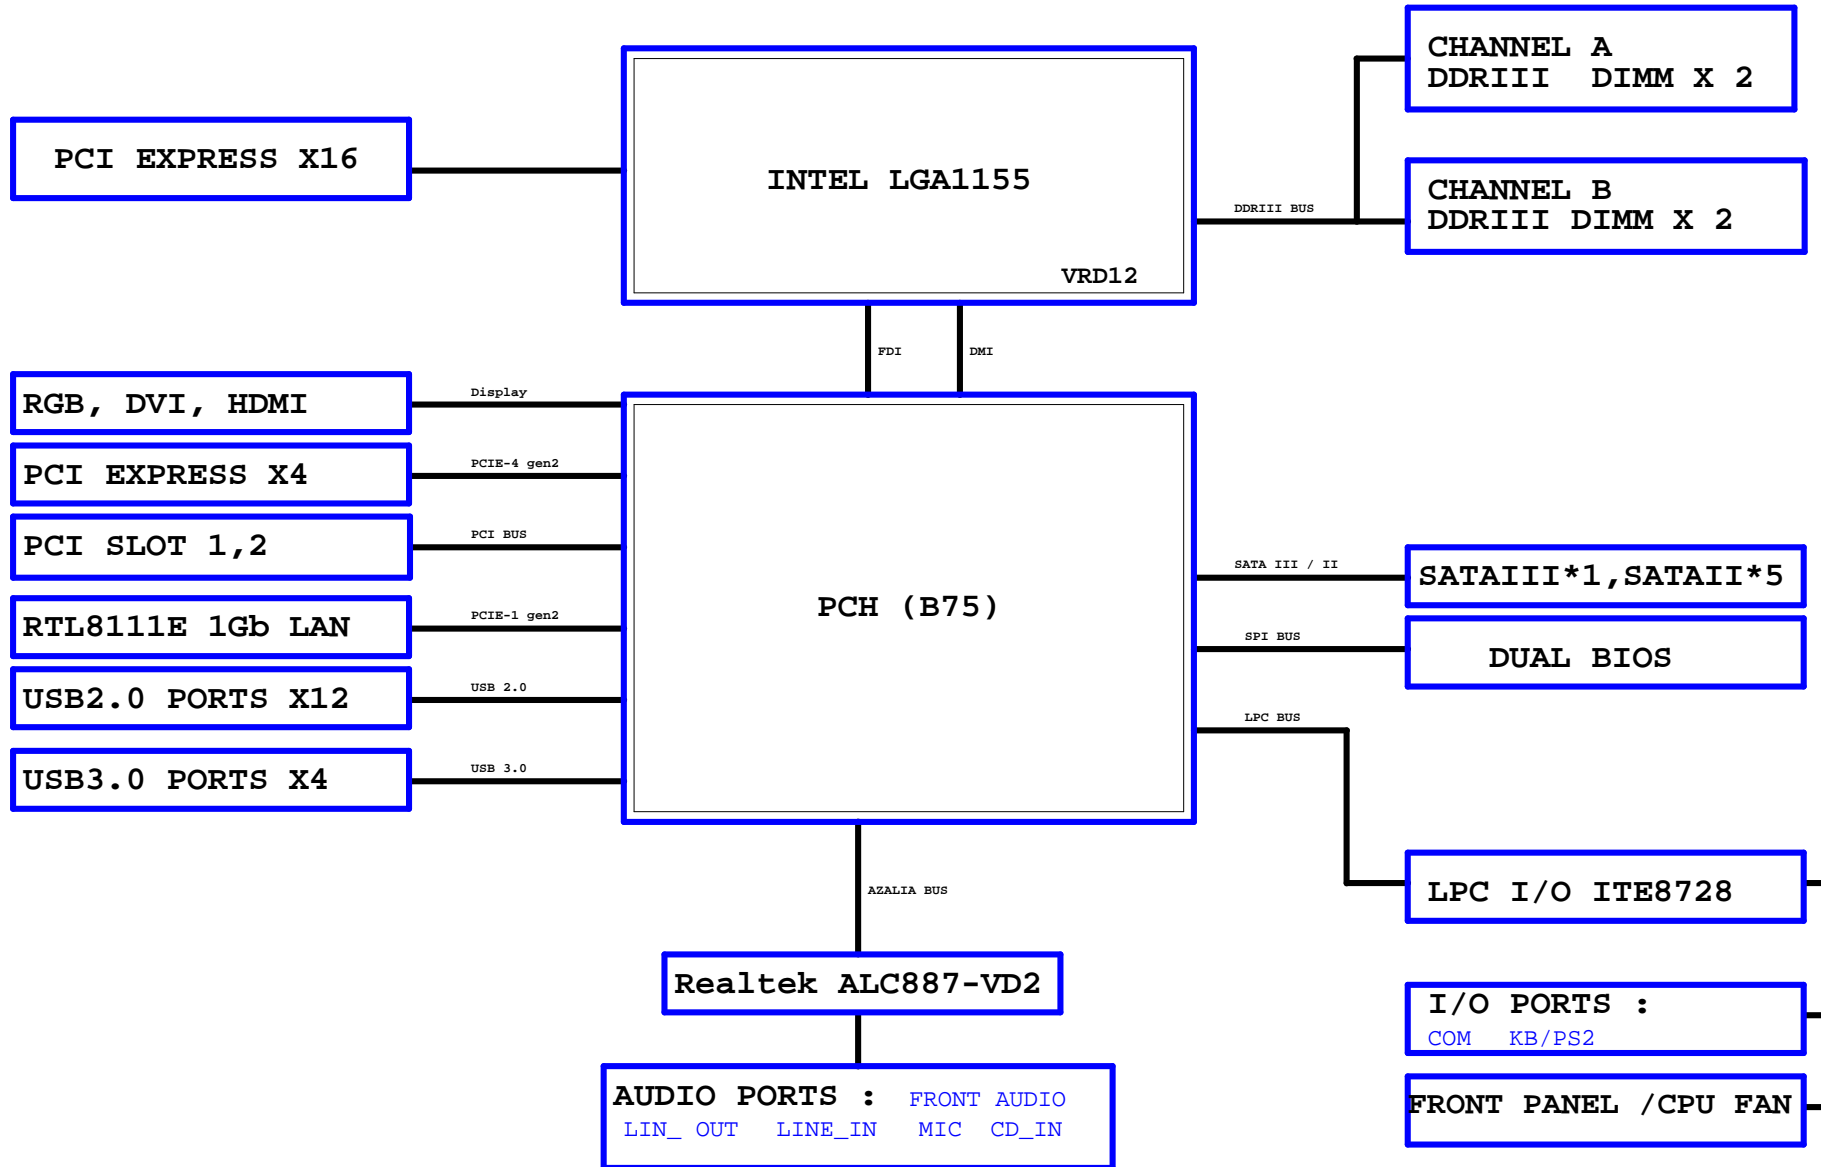 CHANNEL A
DDRIII DIMM X 2
PCI EXPRESS X16
INTEL LGA1155
CHANNEL B
DDRIII DIMM X 2
DDRIII BUS
VRD12
FDI
DMI
RGB, DVI, HDMI
Display
PCI EXPRESS X4
PCIE-4 gen2
PCI SLOT 1,2
PCI BUS
SATA III / II
SATAIII*1,SATAII*5
PCH (B75)
RTL8111E 1Gb LAN
PCIE-1 gen2
SPI BUS
DUAL BIOS
USB2.0 PORTS X12
USB 2.0
LPC BUS
USB3.0 PORTS X4
USB 3.0
AZALIA BUS
LPC I/O ITE8728
Realtek ALC887-VD2
I/O PORTS :
COM KB/PS2
AUDIO PORTS : FRONT AUDIO
LIN_ OUT LINE_IN MIC CD_IN
FRONT PANEL /CPU FAN